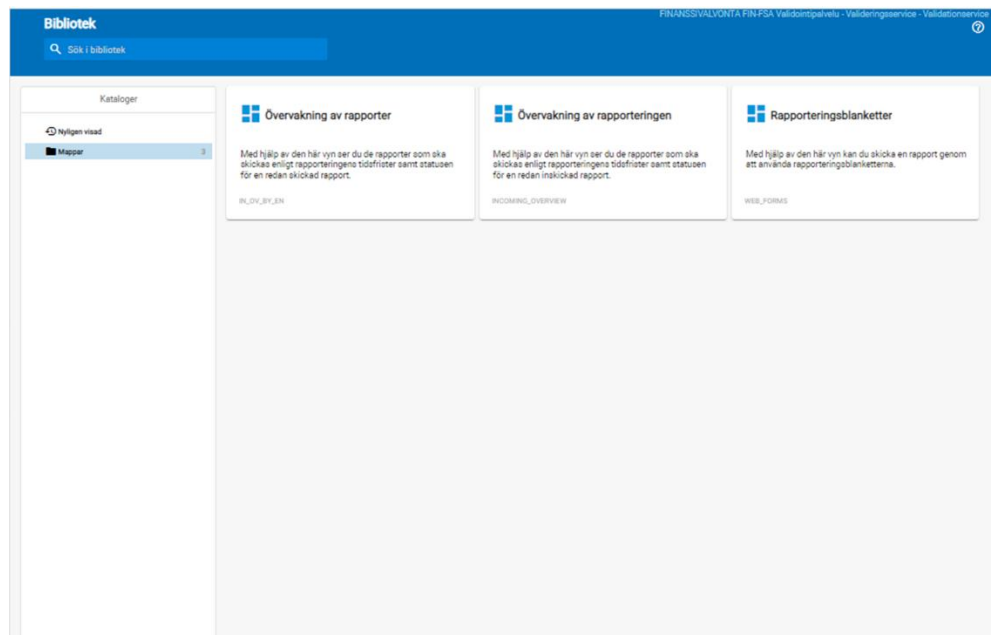 FINANSSIVALVONTA FIN-FSA Validointipalvelu - Valideringsservice - Validationservice
Bibliotek
Sök i bibliotek
Kataloger
Nyligen visad
Mappar 3
Övervakning av rapporter
Med hjälp av den här vyn ser du de rapporter som ska
skickas enligt rapporteringens tidsfrister samt statusen
för en redan skickad rapport.
IN_OV_BY_EN
Övervakning av rapporteringen
Med hjälp av den här vyn ser du de rapporter som ska
skickas enligt rapporteringens tidsfrister samt statusen
för en redan inskickad rapport.
INCOMING_OVERVIEW
Rapporteringsblanketter
Med hjälp av den här vyn kan du skicka en rapport genom
att använda rapporteringsblanketterna.
WEB_FORMS